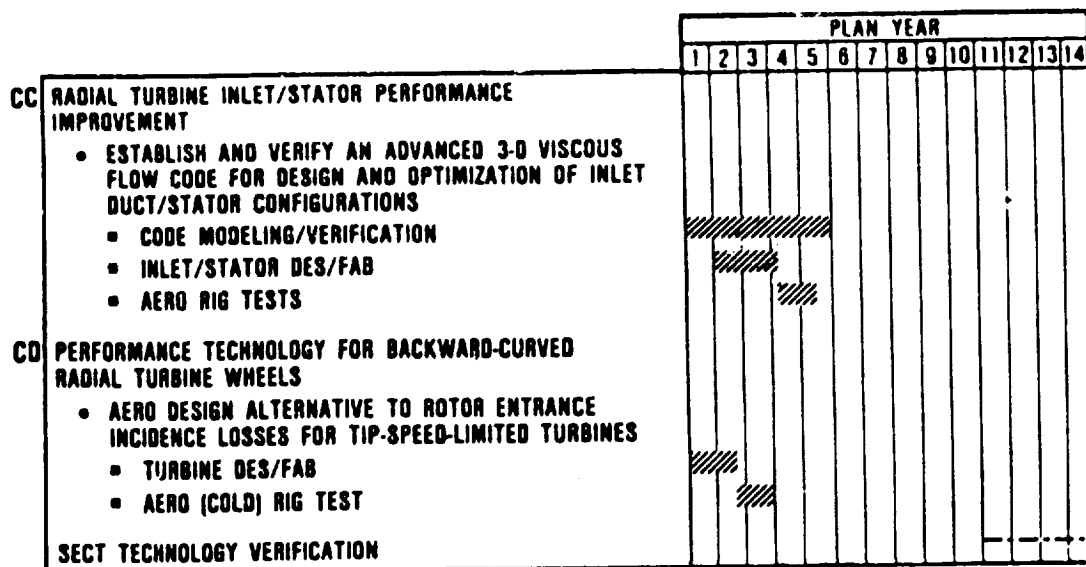 PLAN YEAR
1 2 3 4 5 6 7 8 9 10 11 12 13 14
CC RADIAL TURBINE INLET/STATOR PERFORMANCE
IMPROVEMENT
• ESTABLISH AND VERIFY AN ADVANCED 3-D VISCOUS
FLOW CODE FOR DESIGN AND OPTIMIZATION OF INLET
DUCT/STATOR CONFIGURATIONS
▪ CODE MODELING/VERIFICATION
▪ INLET/STATOR DES/FAB
▪ AERO RIG TESTS
CD PERFORMANCE TECHNOLOGY FOR BACKWARD-CURVED
RADIAL TURBINE WHEELS
• AERO DESIGN ALTERNATIVE TO ROTOR ENTRANCE
INCIDENCE LOSSES FOR TIP-SPEED-LIMITED TURBINES
▪ TURBINE DES/FAB
▪ AERO (COLD) RIG TEST
SECT TECHNOLOGY VERIFICATION